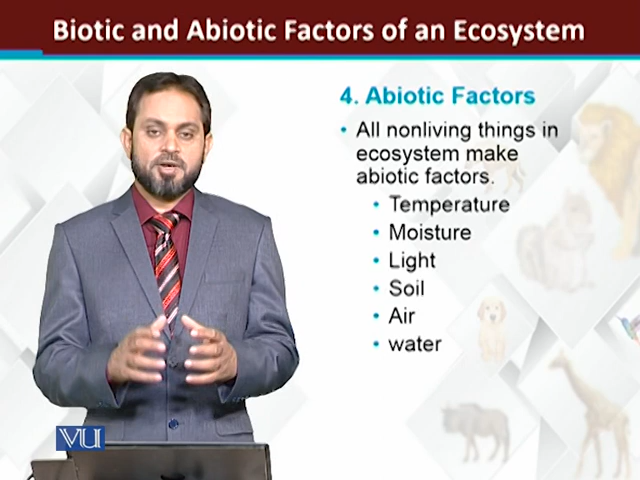 Biotic and Abiotic Factors of an Ecosystem
4. Abiotic Factors
• All nonliving things in
ecosystem make
abiotic factors.
• Temperature
• Moisture
• Light
• Soil
• Air
• water
VU